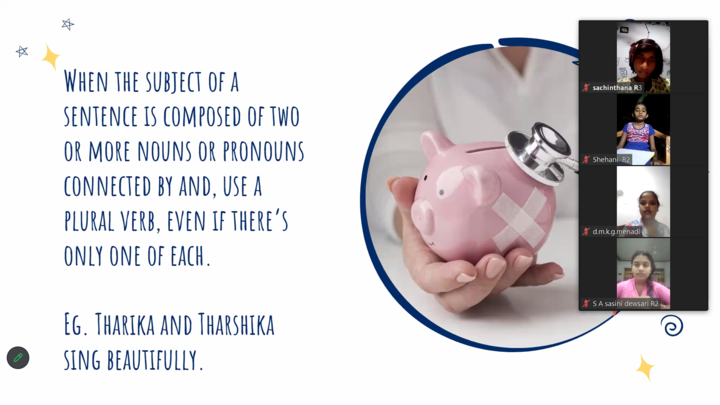 WHEN THE SUBJECT OF A
SENTENCE IS COMPOSED OF TWO
OR MORE NOUNS OR PRONOUNS
CONNECTED BY AND, USE A
PLURAL VERB, EVEN IF THERE'S
ONLY ONE OF EACH.
EG. THARIKA AND THARSHIKA
SING BEAUTIFULLY.
sachinthana R3
Shehani R2
d.m.k.g.menadi
S A sasini dewsari R2